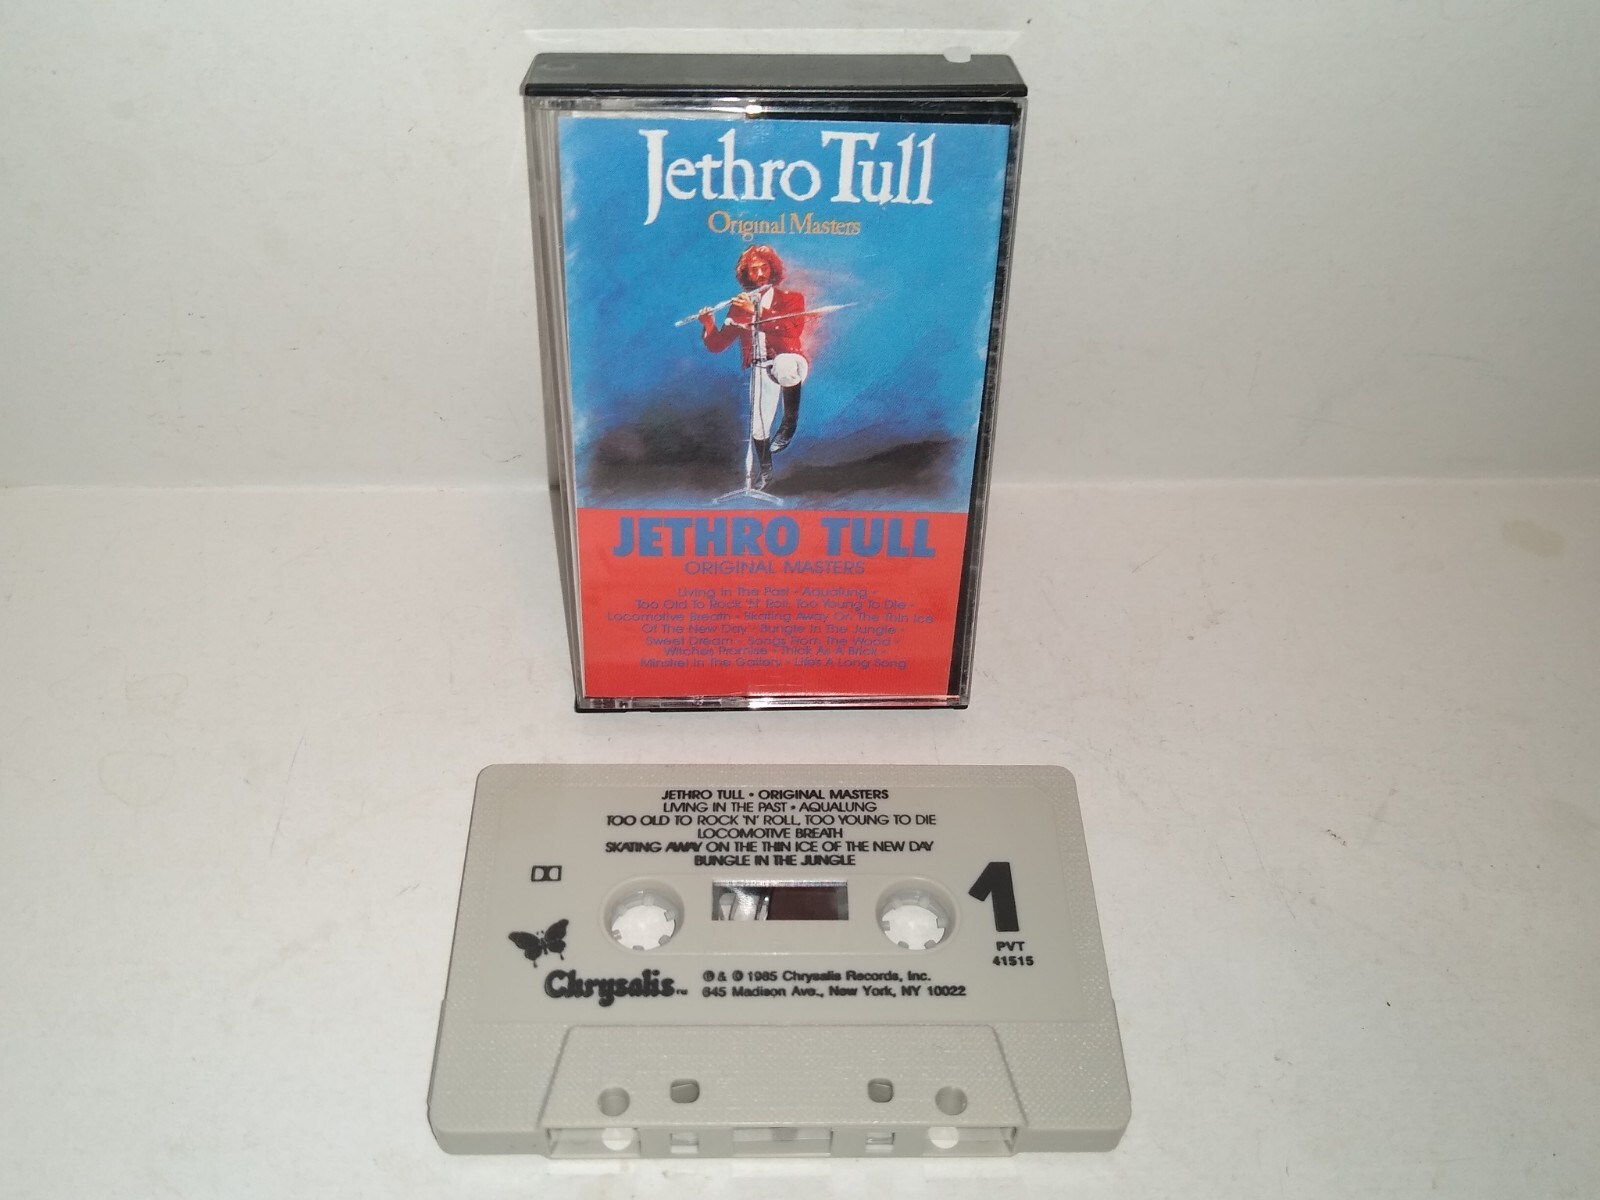 Jethro Tull
Original Masters
JETHRO TULL
ORIGINAL MASTERS
Living In The Past • Aqualung •
Too Old To Rock 'N' Roll, Too Young To Die •
Locomotive Breath • Skating Away On The Thin Ice
Of The New Day • Bungle In The Jungle •
Sweet Dream • Songs From The Wood •
Witches Promise • Thick As A Brick •
Minstrel In The Gallery • Life's A Long Song
JETHRO TULL • ORIGINAL MASTERS
LIVING IN THE PAST • AQUALUNG
TOO OLD TO ROCK 'N' ROLL, TOO YOUNG TO DIE
LOCOMOTIVE BREATH
SKATING AWAY ON THE THIN ICE OF THE NEW DAY
BUNGLE IN THE JUNGLE
1
PVT
41515
Chrysalis™
℗ & © 1985 Chrysalis Records, Inc.
645 Madison Ave., New York, NY 10022